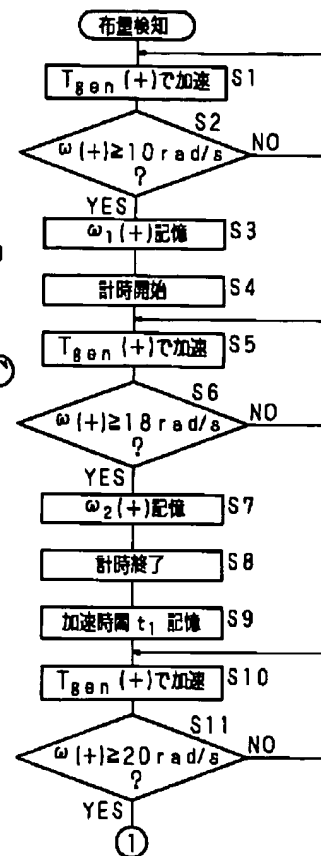 布量検知
Tgen(+)で加速 S1
S2
ω(+)≧10rad/s NO
?
YES
ω1(+)記憶 S3
計時開始 S4
Tgen(+)で加速 S5
S6
ω(+)≧18rad/s NO
?
YES
ω2(+)記憶 S7
計時終了 S8
加速時間t1 記憶 S9
Tgen(+)で加速 S10
S11
ω(+)≧20rad/s NO
?
YES
1